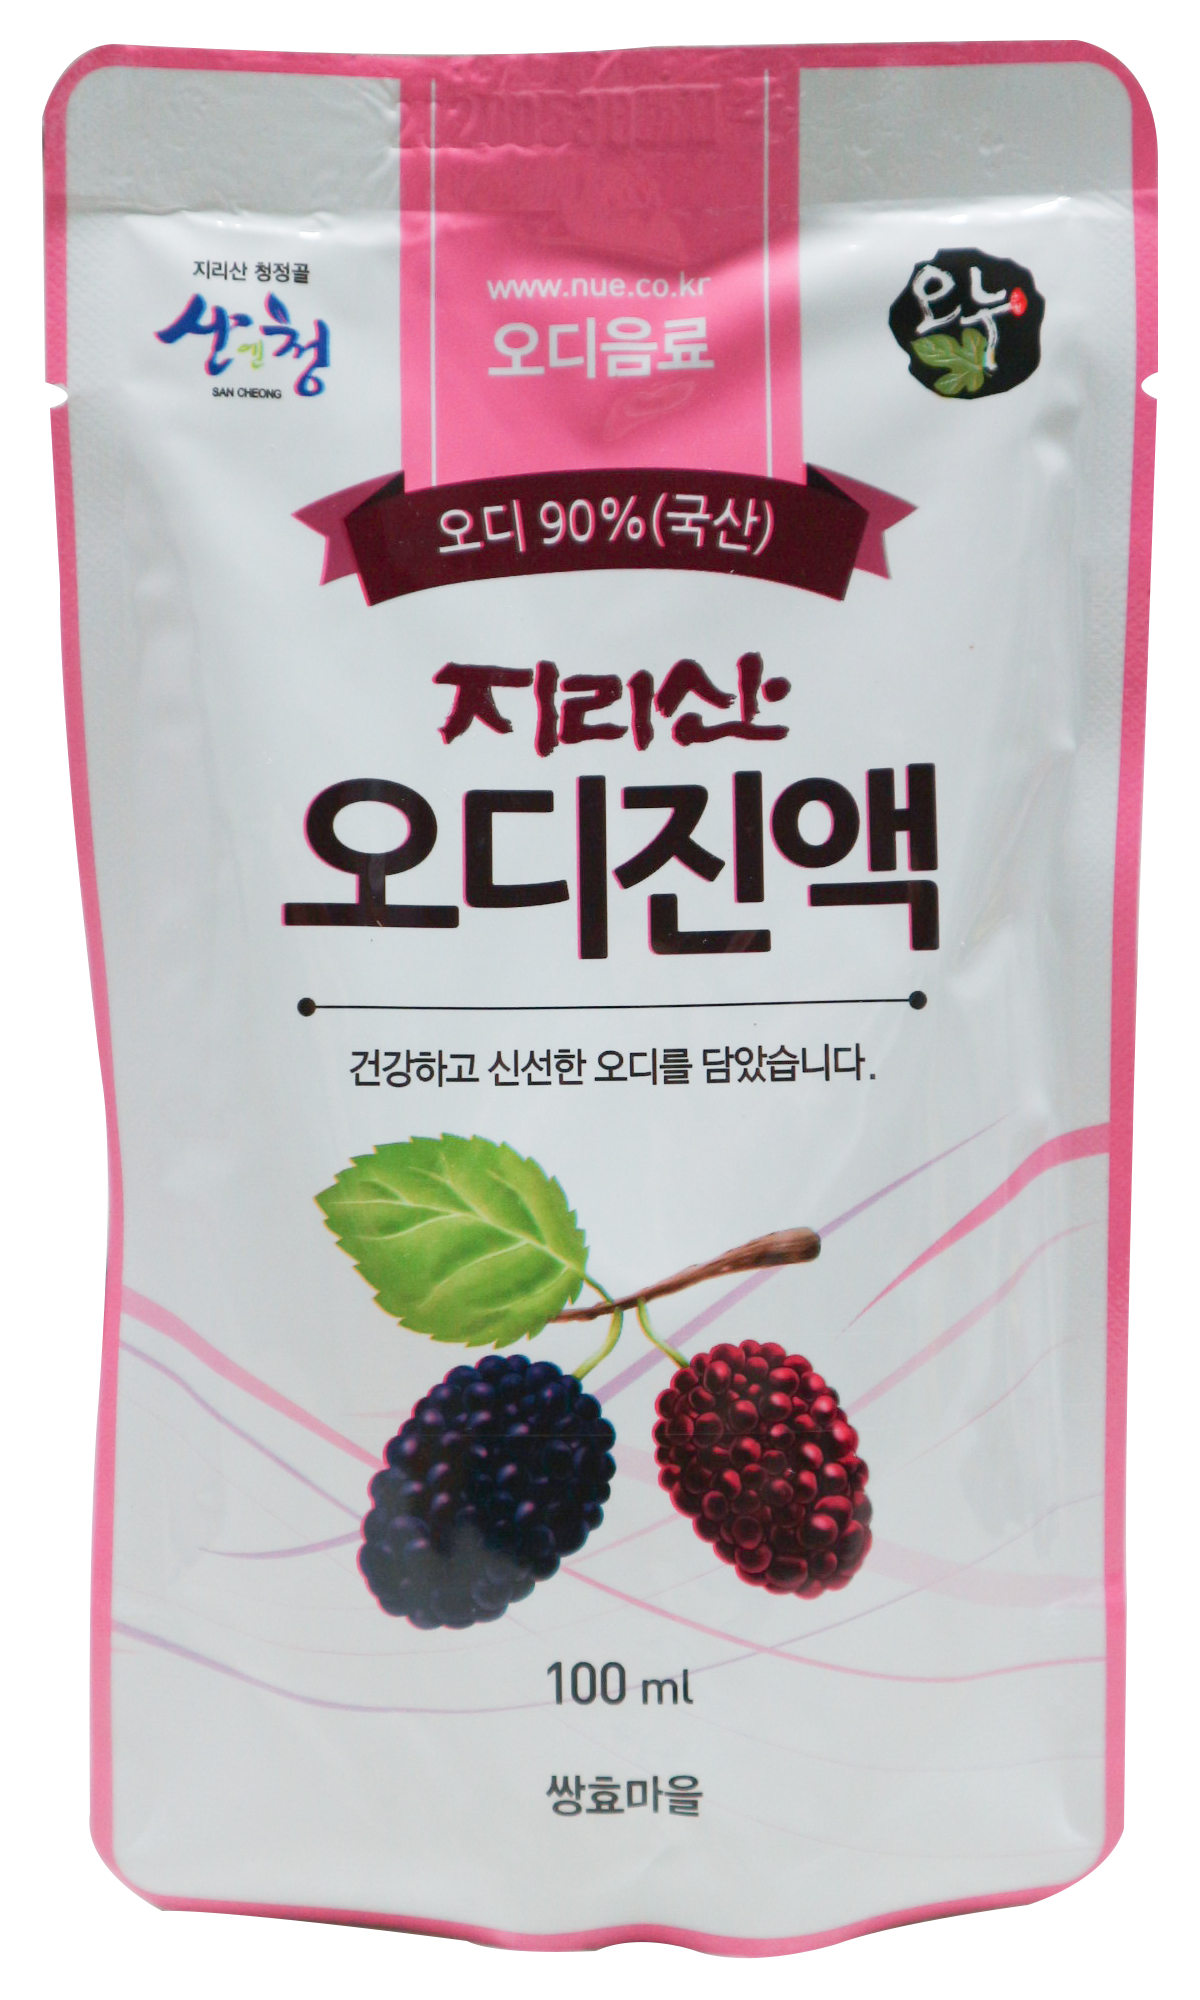 지리산 청정골
산엔청
SAN CHEONG
www.nue.co.kr
오디음료
오누
오디 90%(국산)
지리산
오디진액
건강하고 신선한 오디를 담았습니다.
100 ml
쌍효마을